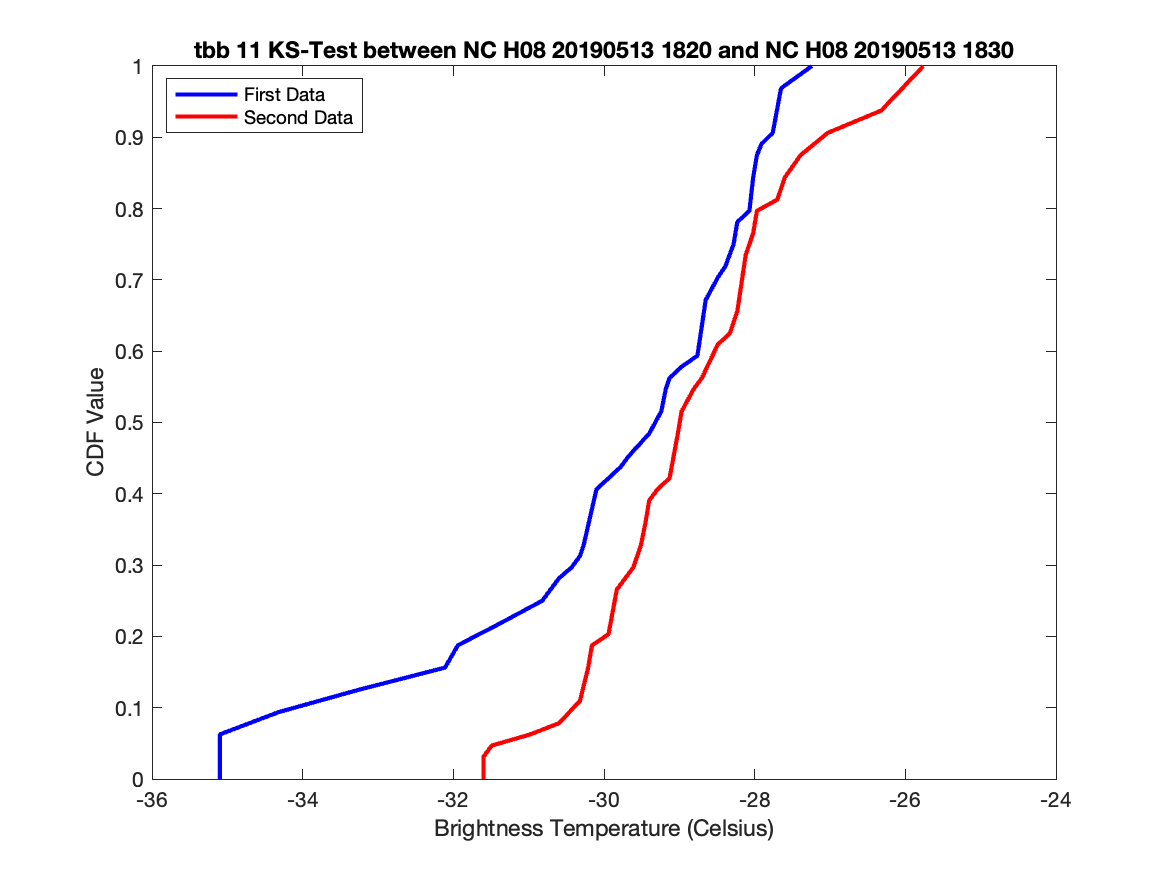 tbb 11 KS-Test between NC H08 20190513 1820 and NC H08 20190513 1830
First Data
Second Data
1
0.9
0.8
0.7
0.6
0.5
0.4
0.3
0.2
0.1
0
CDF Value
-36 -34 -32 -30 -28 -26 -24
Brightness Temperature (Celsius)